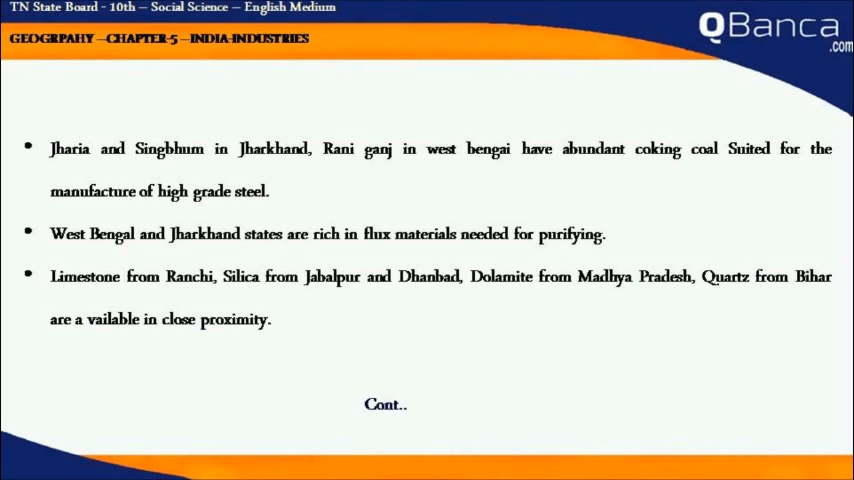 TN State Board - 10th – Social Science – English Medium
QBanca
.com
GEOGRPAHY –CHAPTER-5 –INDIA-INDUSTRIES
• Jharia and Singbhum in Jharkhand, Rani ganj in west bengai have abundant coking coal Suited for the
manufacture of high grade steel.
• West Bengal and Jharkhand states are rich in flux materials needed for purifying.
• Limestone from Ranchi, Silica from Jabalpur and Dhanbad, Dolamite from Madhya Pradesh, Quartz from Bihar
are a vailable in close proximity.
Cont..